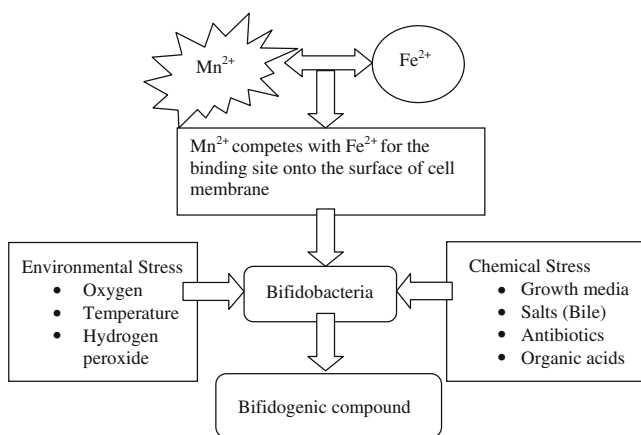 Mn²⁺
Fe²⁺
Mn²⁺ competes with Fe²⁺ for the
binding site onto the surface of cell
membrane
Environmental Stress
• Oxygen
• Temperature
• Hydrogen
peroxide
Bifidobacteria
Chemical Stress
• Growth media
• Salts (Bile)
• Antibiotics
• Organic acids
Bifidogenic compound